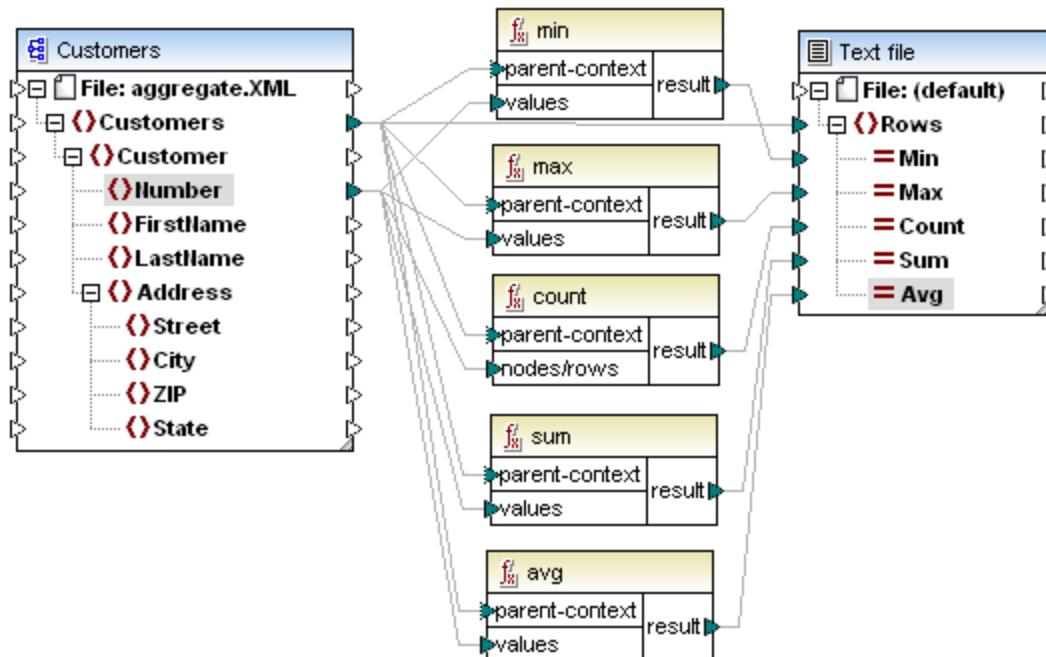 Customers
File: aggregate.XML
Customers
Customer
Number
FirstName
LastName
Address
Street
City
ZIP
State
min
parent-context
values
result
max
parent-context
values
result
count
parent-context
nodes/rows
result
sum
parent-context
values
result
avg
parent-context
values
result
Text file
File: (default)
Rows
Min
Max
Count
Sum
Avg